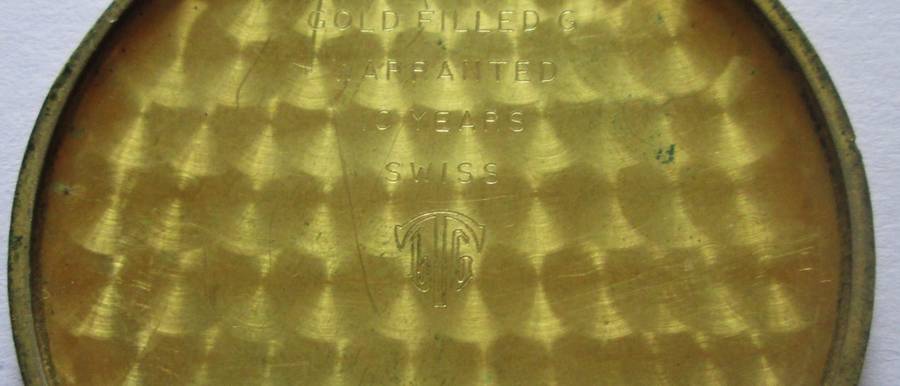 GOLD FILLED G
WARRANTED
10 YEARS
SWISS